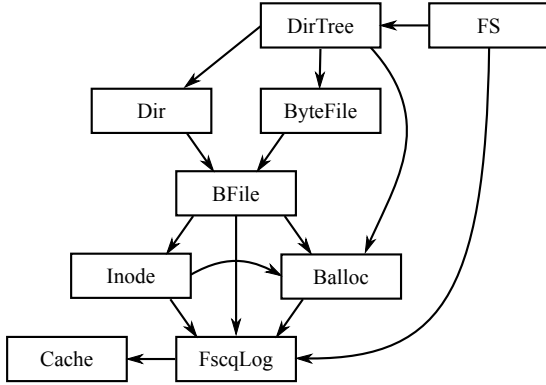 DirTree
FS
Dir
ByteFile
BFile
Inode
Balloc
Cache
FscqLog